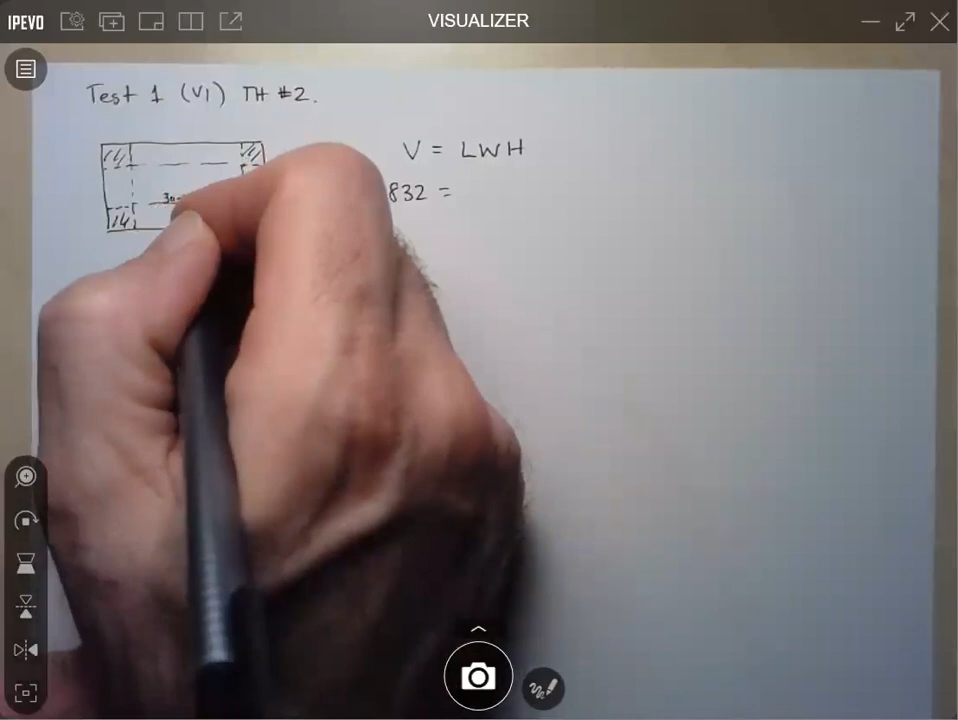 IPEVO
VISUALIZER
Test 1 (V1) TH #2.
V = LWH
832 =